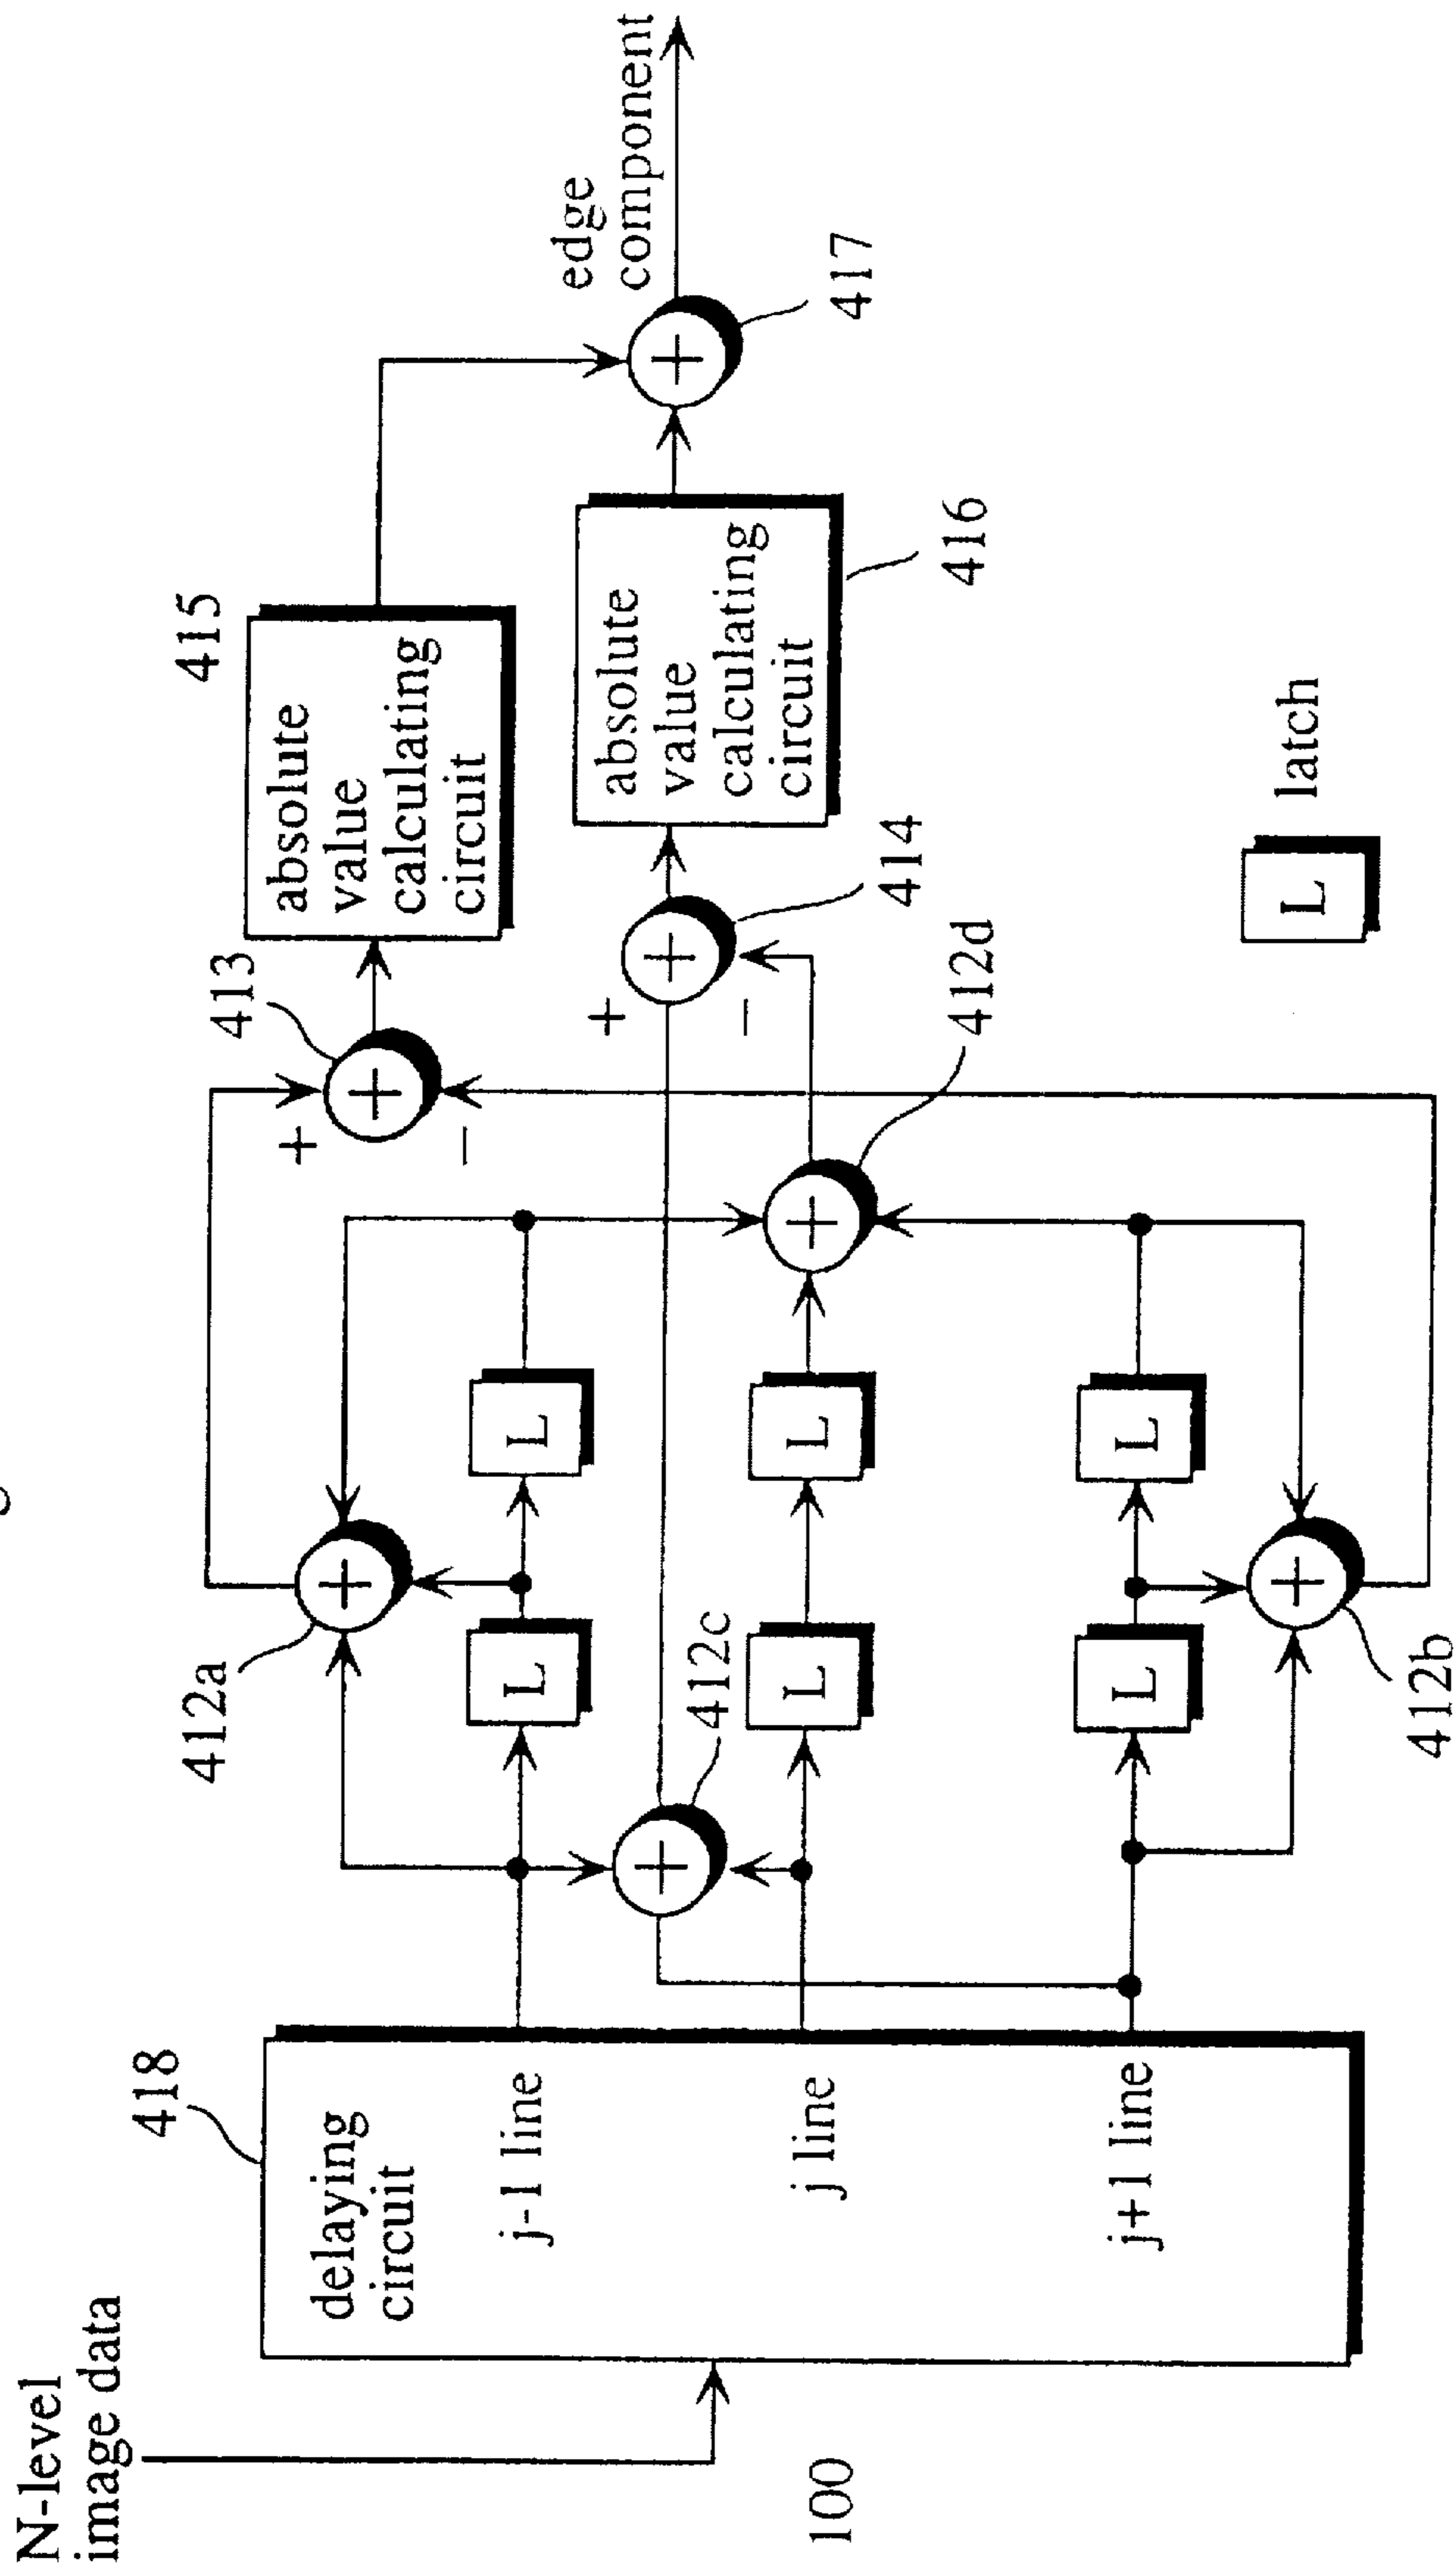 N-level
image data
100
418
delaying
circuit
j-1 line
j line
j+1 line
412a
412c
412b
L
L
L
L
L
L
+
+
+
+
412d
413
+
−
+
414
+
−
+
415
absolute
value
calculating
circuit
416
absolute
value
calculating
circuit
417
+
edge
component
L
latch